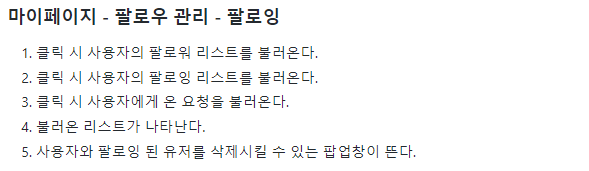 마이페이지 - 팔로우 관리 - 팔로잉
1. 클릭 시 사용자의 팔로워 리스트를 불러온다.
2. 클릭 시 사용자의 팔로잉 리스트를 불러온다.
3. 클릭 시 사용자에게 온 요청을 불러온다.
4. 불러온 리스트가 나타난다.
5. 사용자와 팔로잉 된 유저를 삭제시킬 수 있는 팝업창이 뜬다.